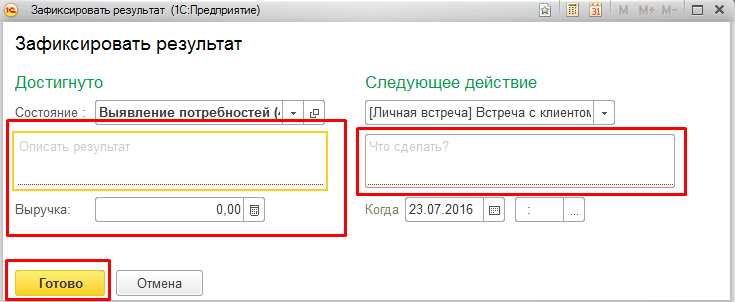 Зафиксировать результат (1С:Предприятие)
M M+ M-
Зафиксировать результат
Достигнуто
Состояние : Выявление потребностей (
Описать результат
Выручка: 0,00
Следующее действие
[Личная встреча] Встреча с клиентом
Что сделать?
Когда 23.07.2016 : ...
Готово Отмена